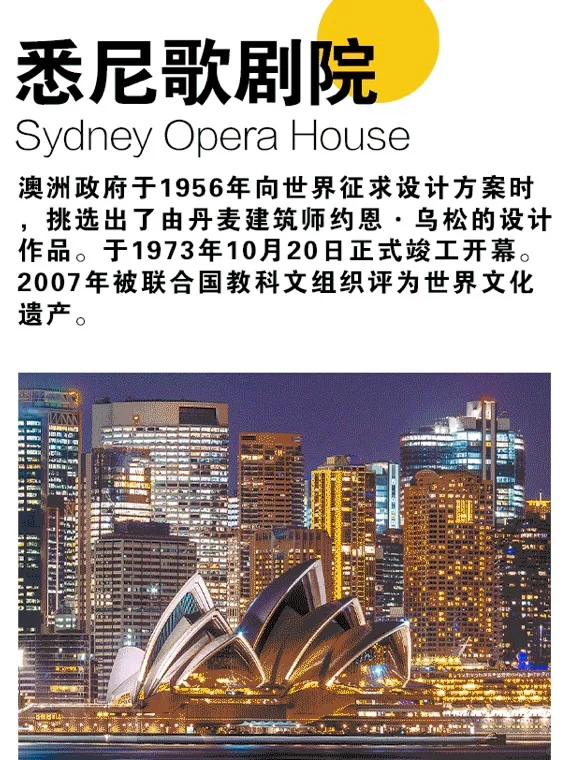 悉尼歌剧院
Sydney Opera House
澳洲政府于1956年向世界征求设计方案时
，挑选出了由丹麦建筑师约恩·乌松的设计
作品。于1973年10月20日正式竣工开幕。
2007年被联合国教科文组织评为世界文化
遗产。